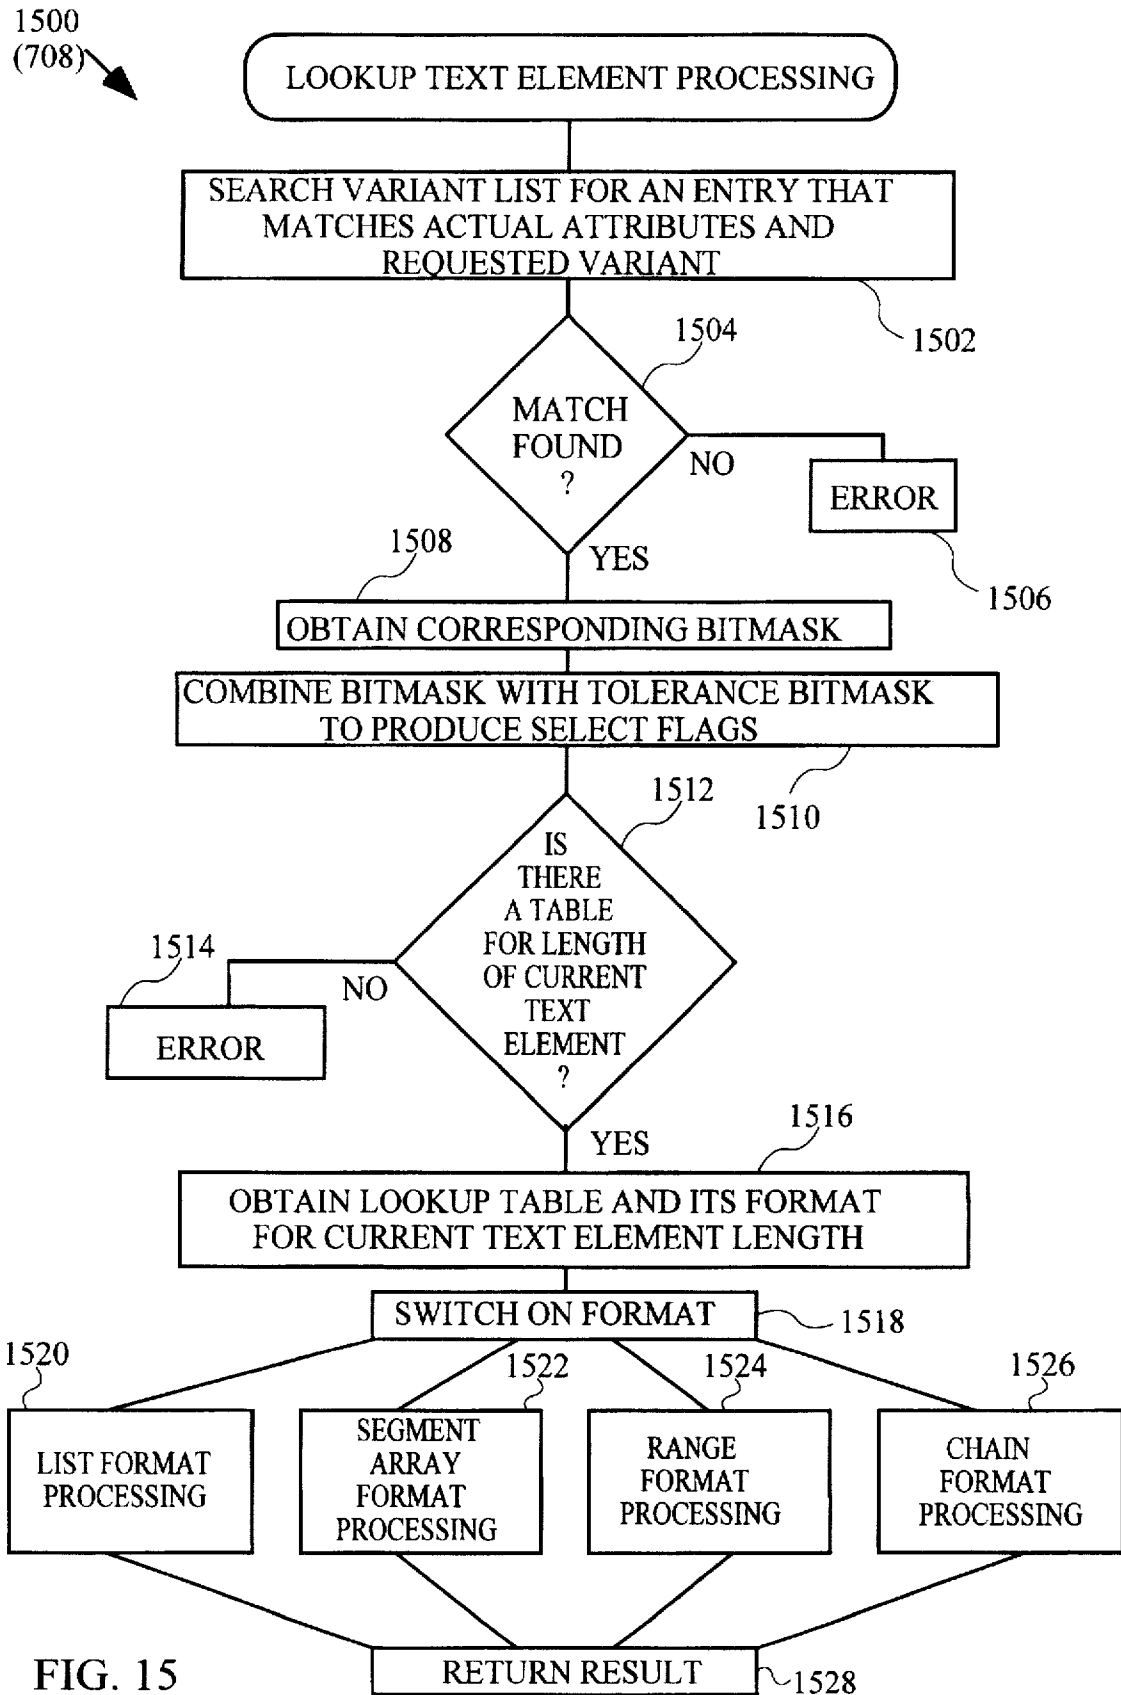 1500
(708)
LOOKUP TEXT ELEMENT PROCESSING
SEARCH VARIANT LIST FOR AN ENTRY THAT
MATCHES ACTUAL ATTRIBUTES AND
REQUESTED VARIANT
1502
1504
MATCH
FOUND
?
NO
ERROR
1506
YES
1508
OBTAIN CORRESPONDING BITMASK
COMBINE BITMASK WITH TOLERANCE BITMASK
TO PRODUCE SELECT FLAGS
1510
1512
IS
THERE
A TABLE
FOR LENGTH
OF CURRENT
TEXT
ELEMENT
?
NO
1514
ERROR
YES
1516
OBTAIN LOOKUP TABLE AND ITS FORMAT
FOR CURRENT TEXT ELEMENT LENGTH
SWITCH ON FORMAT
1518
1520
LIST FORMAT
PROCESSING
1522
SEGMENT
ARRAY
FORMAT
PROCESSING
1524
RANGE
FORMAT
PROCESSING
1526
CHAIN
FORMAT
PROCESSING
RETURN RESULT
1528
FIG. 15